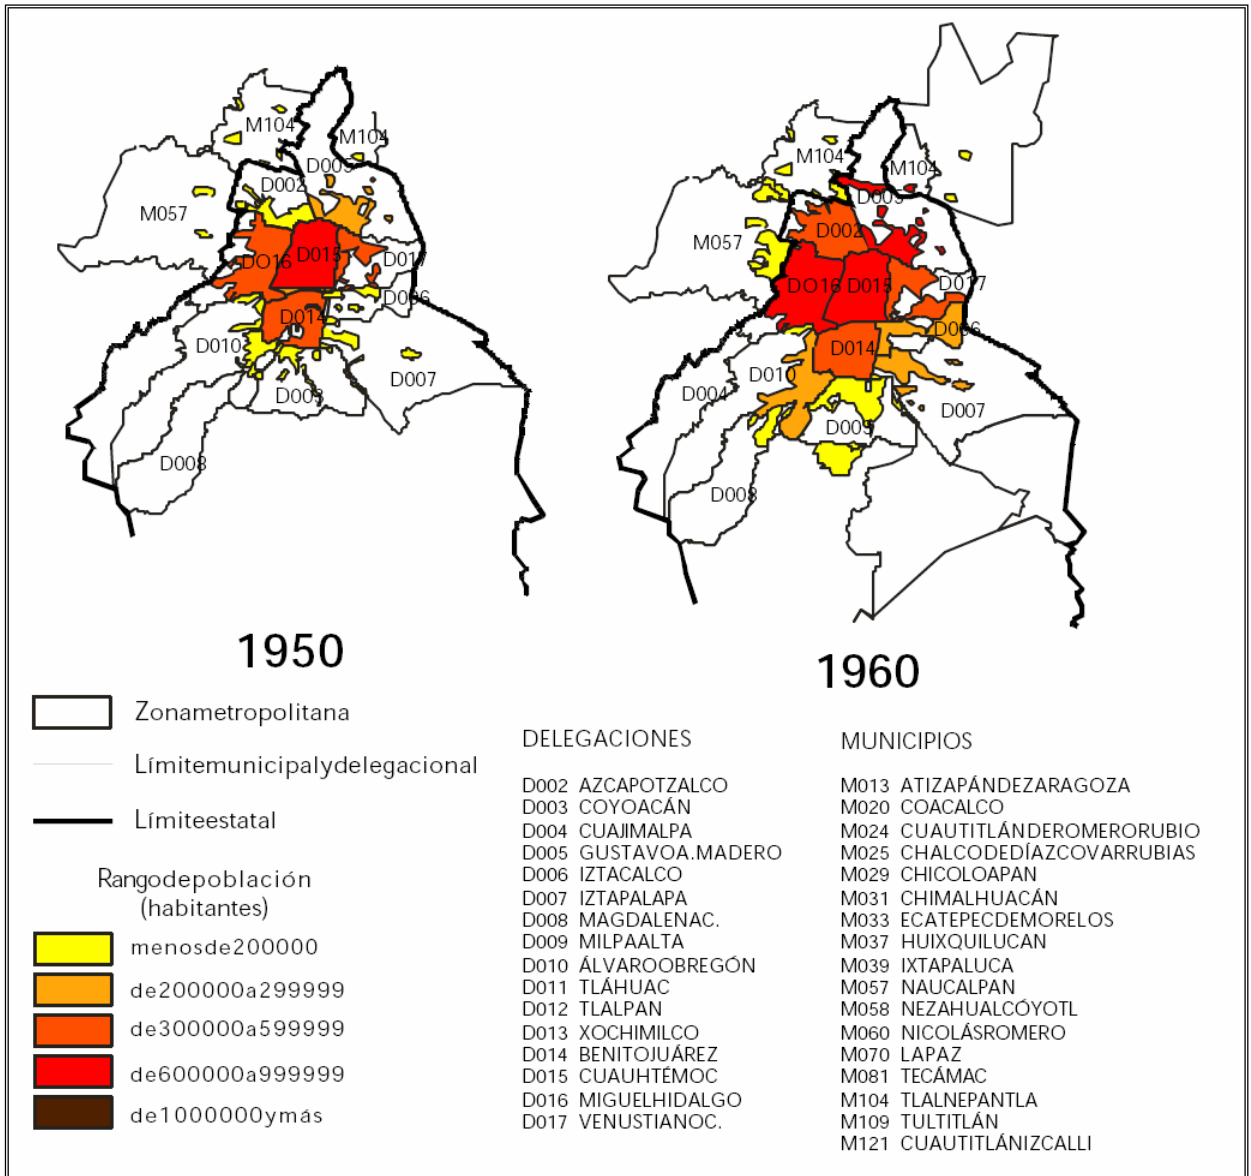 M104
M104
D005
D002
M057
D015
DO16
D017
D006
D014
D010
D007
D003
D008
1950
M104
M104
D005
D002
M057
DO16
D015
D017
D006
D014
D010
D004
D007
D009
D008
1960
Zonametropolitana
Límitemunicipalydelegacional
Límiteestatal
Rangodepoblación
(habitantes)
menosde200000
de200000a299999
de300000a599999
de600000a999999
de1000000ymás
DELEGACIONES
D002 AZCAPOTZALCO
D003 COYOACÁN
D004 CUAJIMALPA
D005 GUSTAVOA.MADERO
D006 IZTACALCO
D007 IZTAPALAPA
D008 MAGDALENAC.
D009 MILPAALTA
D010 ÁLVAROOBREGÓN
D011 TLÁHUAC
D012 TLALPAN
D013 XOCHIMILCO
D014 BENITOJUÁREZ
D015 CUAUHTÉMOC
D016 MIGUELHIDALGO
D017 VENUSTIANOC.
MUNICIPIOS
M013 ATIZAPÁNDEZARAGOZA
M020 COACALCO
M024 CUAUTITLÁNDEROMERORUBIO
M025 CHALCODEDÍAZCOVARRUBIAS
M029 CHICOLOAPAN
M031 CHIMALHUACÁN
M033 ECATEPECDEMORELOS
M037 HUIXQUILUCAN
M039 IXTAPALUCA
M057 NAUCALPAN
M058 NEZAHUALCÓYOTL
M060 NICOLÁSROMERO
M070 LAPAZ
M081 TECÁMAC
M104 TLALNEPANTLA
M109 TULTITLÁN
M121 CUAUTITLÁNIZCALLI